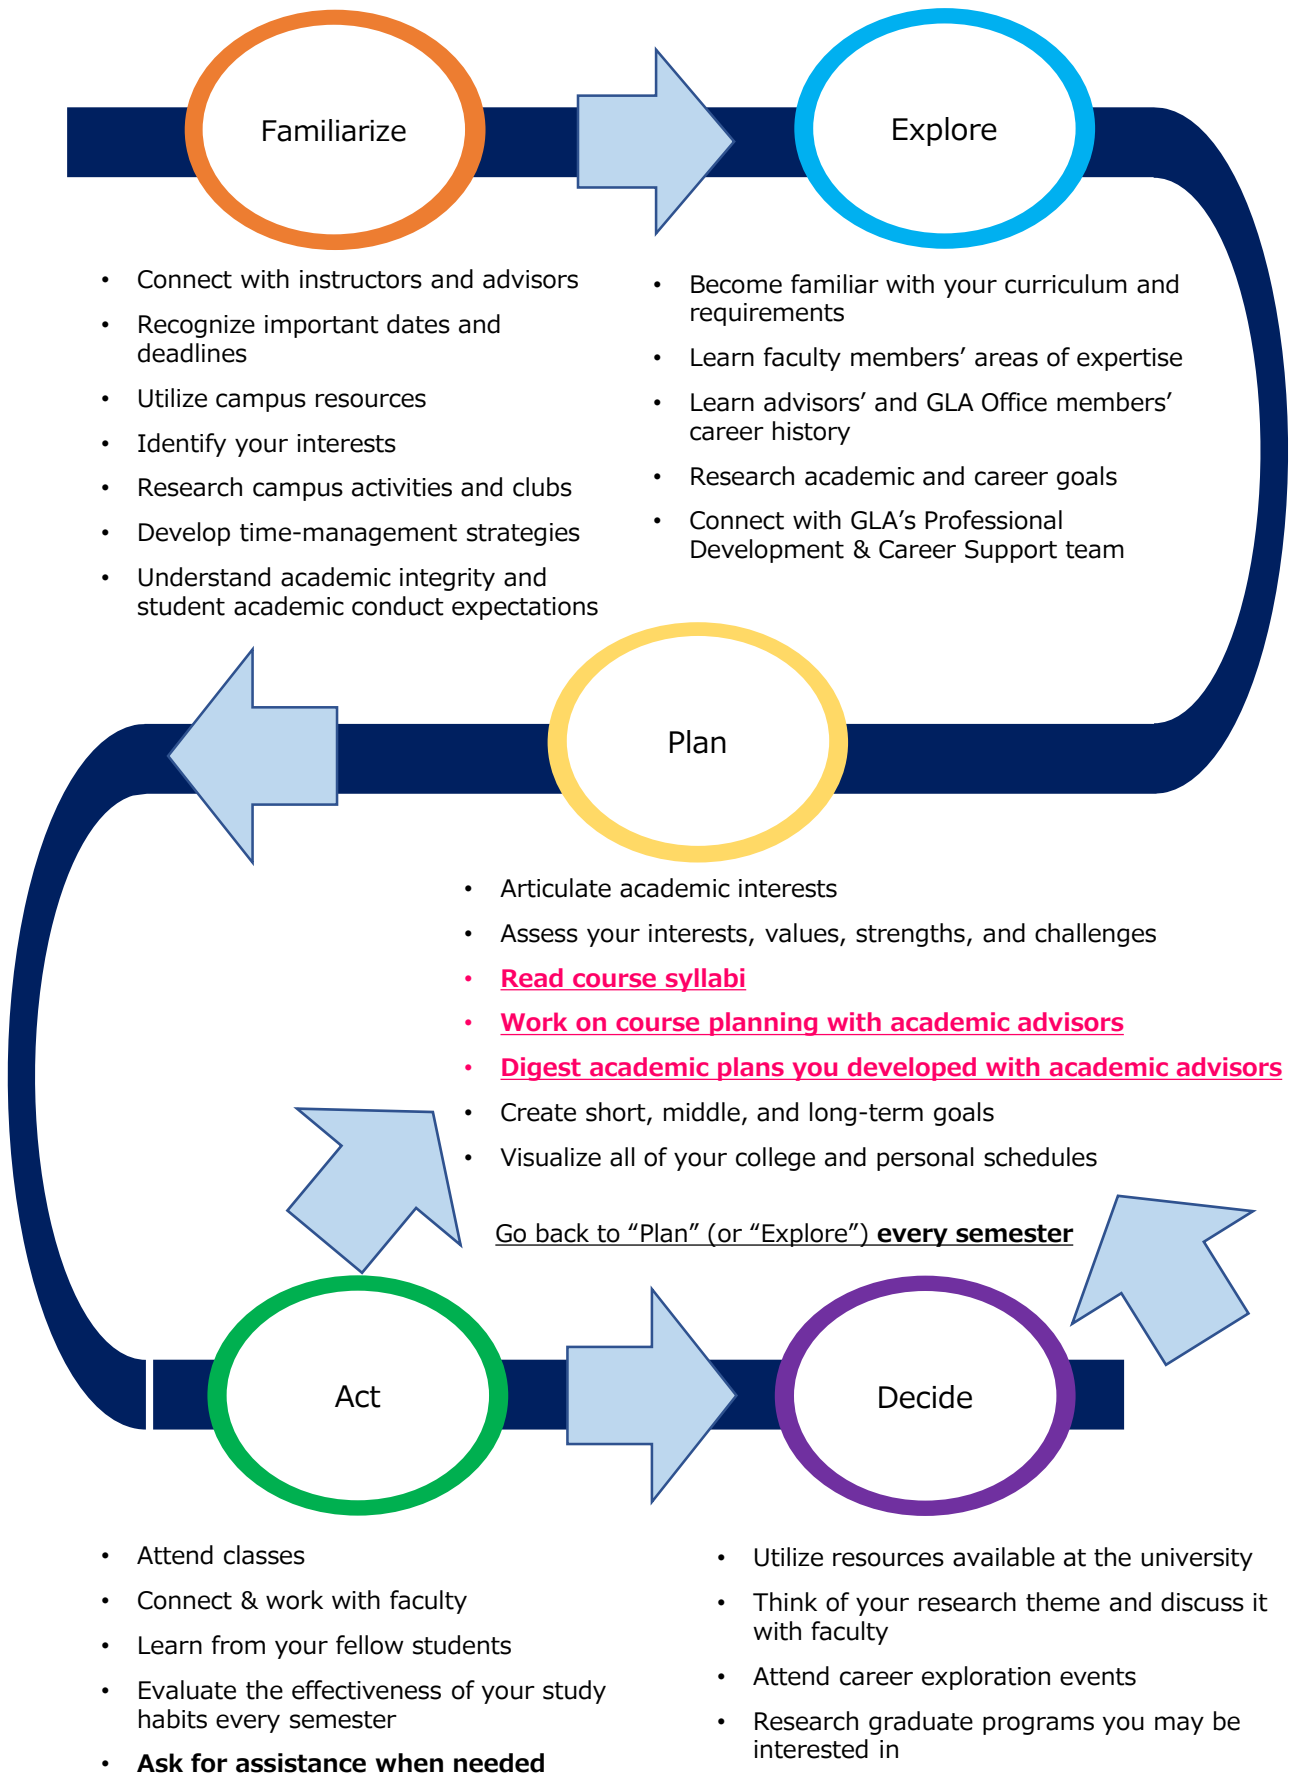 Familiarize
Explore
• Connect with instructors and advisors
• Recognize important dates and
deadlines
• Utilize campus resources
• Identify your interests
• Research campus activities and clubs
• Develop time-management strategies
• Understand academic integrity and
student academic conduct expectations
• Become familiar with your curriculum and
requirements
• Learn faculty members’ areas of expertise
• Learn advisors’ and GLA Office members’
career history
• Research academic and career goals
• Connect with GLA’s Professional
Development & Career Support team
Plan
• Articulate academic interests
• Assess your interests, values, strengths, and challenges
• Read course syllabi
• Work on course planning with academic advisors
• Digest academic plans you developed with academic advisors
• Create short, middle, and long-term goals
• Visualize all of your college and personal schedules
Go back to “Plan” (or “Explore”) every semester
Act
Decide
• Attend classes
• Connect & work with faculty
• Learn from your fellow students
• Evaluate the effectiveness of your study
habits every semester
• Ask for assistance when needed
• Utilize resources available at the university
• Think of your research theme and discuss it
with faculty
• Attend career exploration events
• Research graduate programs you may be
interested in